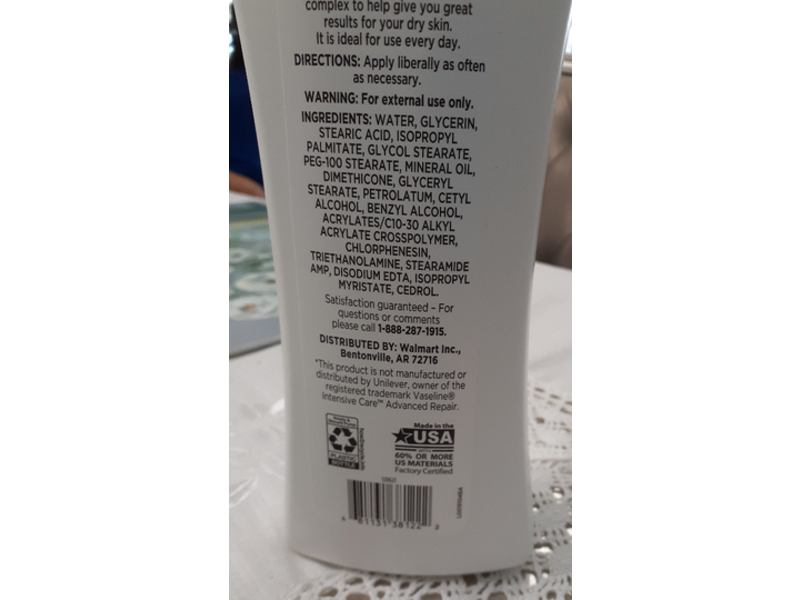 complex to help give you great
results for your dry skin.
It is ideal for use every day.
DIRECTIONS: Apply liberally as often
as necessary.
WARNING: For external use only.
INGREDIENTS: WATER, GLYCERIN,
STEARIC ACID, ISOPROPYL
PALMITATE, GLYCOL STEARATE,
PEG-100 STEARATE, MINERAL OIL,
DIMETHICONE, GLYCERYL
STEARATE, PETROLATUM, CETYL
ALCOHOL, BENZYL ALCOHOL,
ACRYLATES/C10-30 ALKYL
ACRYLATE CROSSPOLYMER,
CHLORPHENESIN,
TRIETHANOLAMINE, STEARAMIDE
AMP, DISODIUM EDTA, ISOPROPYL
MYRISTATE, CEDROL.
Satisfaction guaranteed – For
questions or comments
please call 1-888-287-1915.
DISTRIBUTED BY: Walmart Inc.,
Bentonville, AR 72716
*This product is not manufactured or
distributed by Unilever, owner of the
registered trademark Vaseline®
Intensive Care™ Advanced Repair.
PLASTIC
BOTTLE
Made in the
USA
WITH
60% OR MORE
US MATERIALS
Factory Certified
81131 38122 2